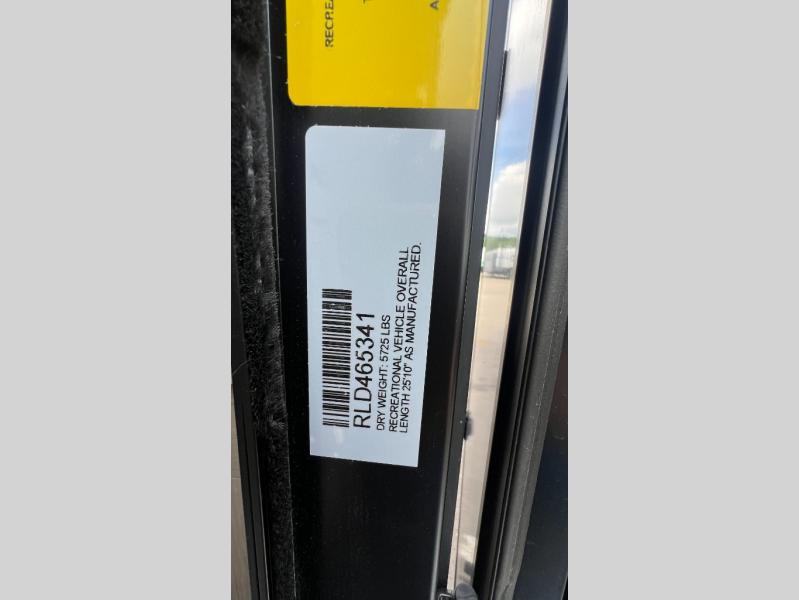 RLD465341
DRY WEIGHT: 5725 LBS
RECREATIONAL VEHICLE OVERALL
LENGTH 25'10" AS MANUFACTURED.